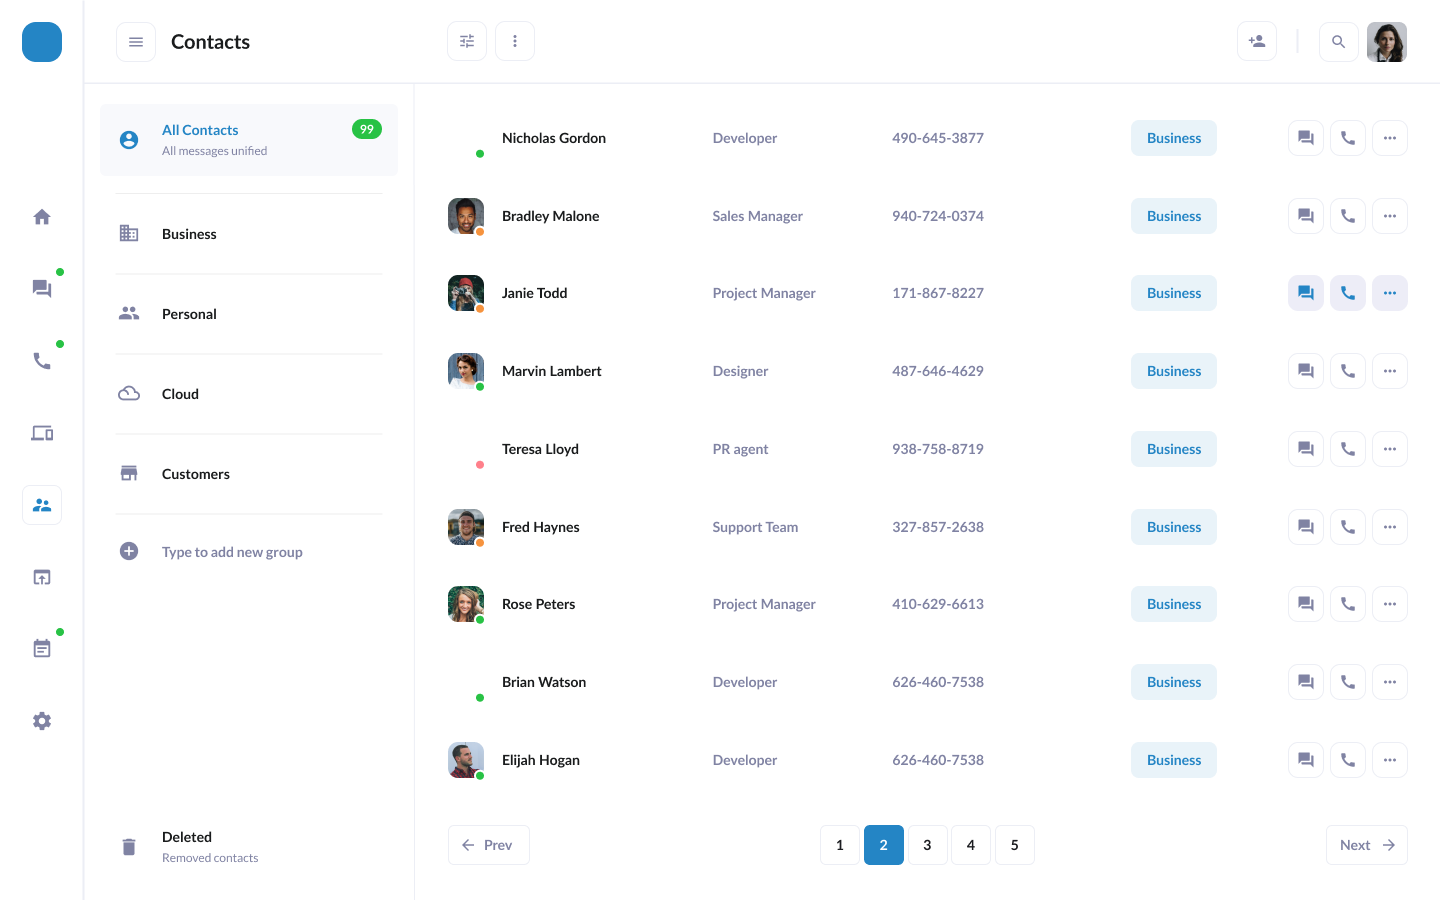 Contacts
All Contacts
99
All messages unified
Business
Personal
Cloud
Customers
Type to add new group
Deleted
Removed contacts
Nicholas Gordon Developer 490-645-3877 Business
Bradley Malone Sales Manager 940-724-0374 Business
Janie Todd Project Manager 171-867-8227 Business
Marvin Lambert Designer 487-646-4629 Business
Teresa Lloyd PR agent 938-758-8719 Business
Fred Haynes Support Team 327-857-2638 Business
Rose Peters Project Manager 410-629-6613 Business
Brian Watson Developer 626-460-7538 Business
Elijah Hogan Developer 626-460-7538 Business
Prev 1 2 3 4 5 Next